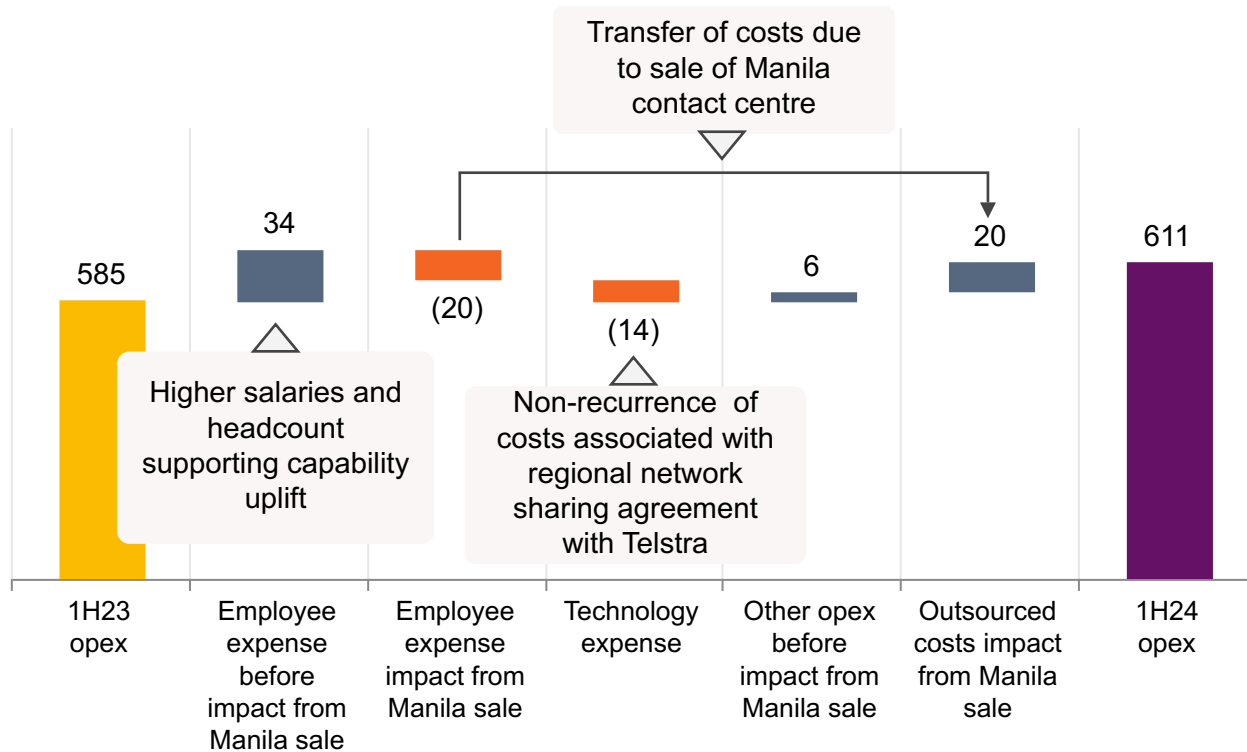 Transfer of costs due
to sale of Manila
contact centre
585
34
(20)
(14)
6
20
611
Higher salaries and
headcount
supporting capability
uplift
Non-recurrence of
costs associated with
regional network
sharing agreement
with Telstra
1H23
opex
Employee
expense
before
impact from
Manila sale
Employee
expense
impact from
Manila sale
Technology
expense
Other opex
before
impact from
Manila sale
Outsourced
costs impact
from Manila
sale
1H24
opex